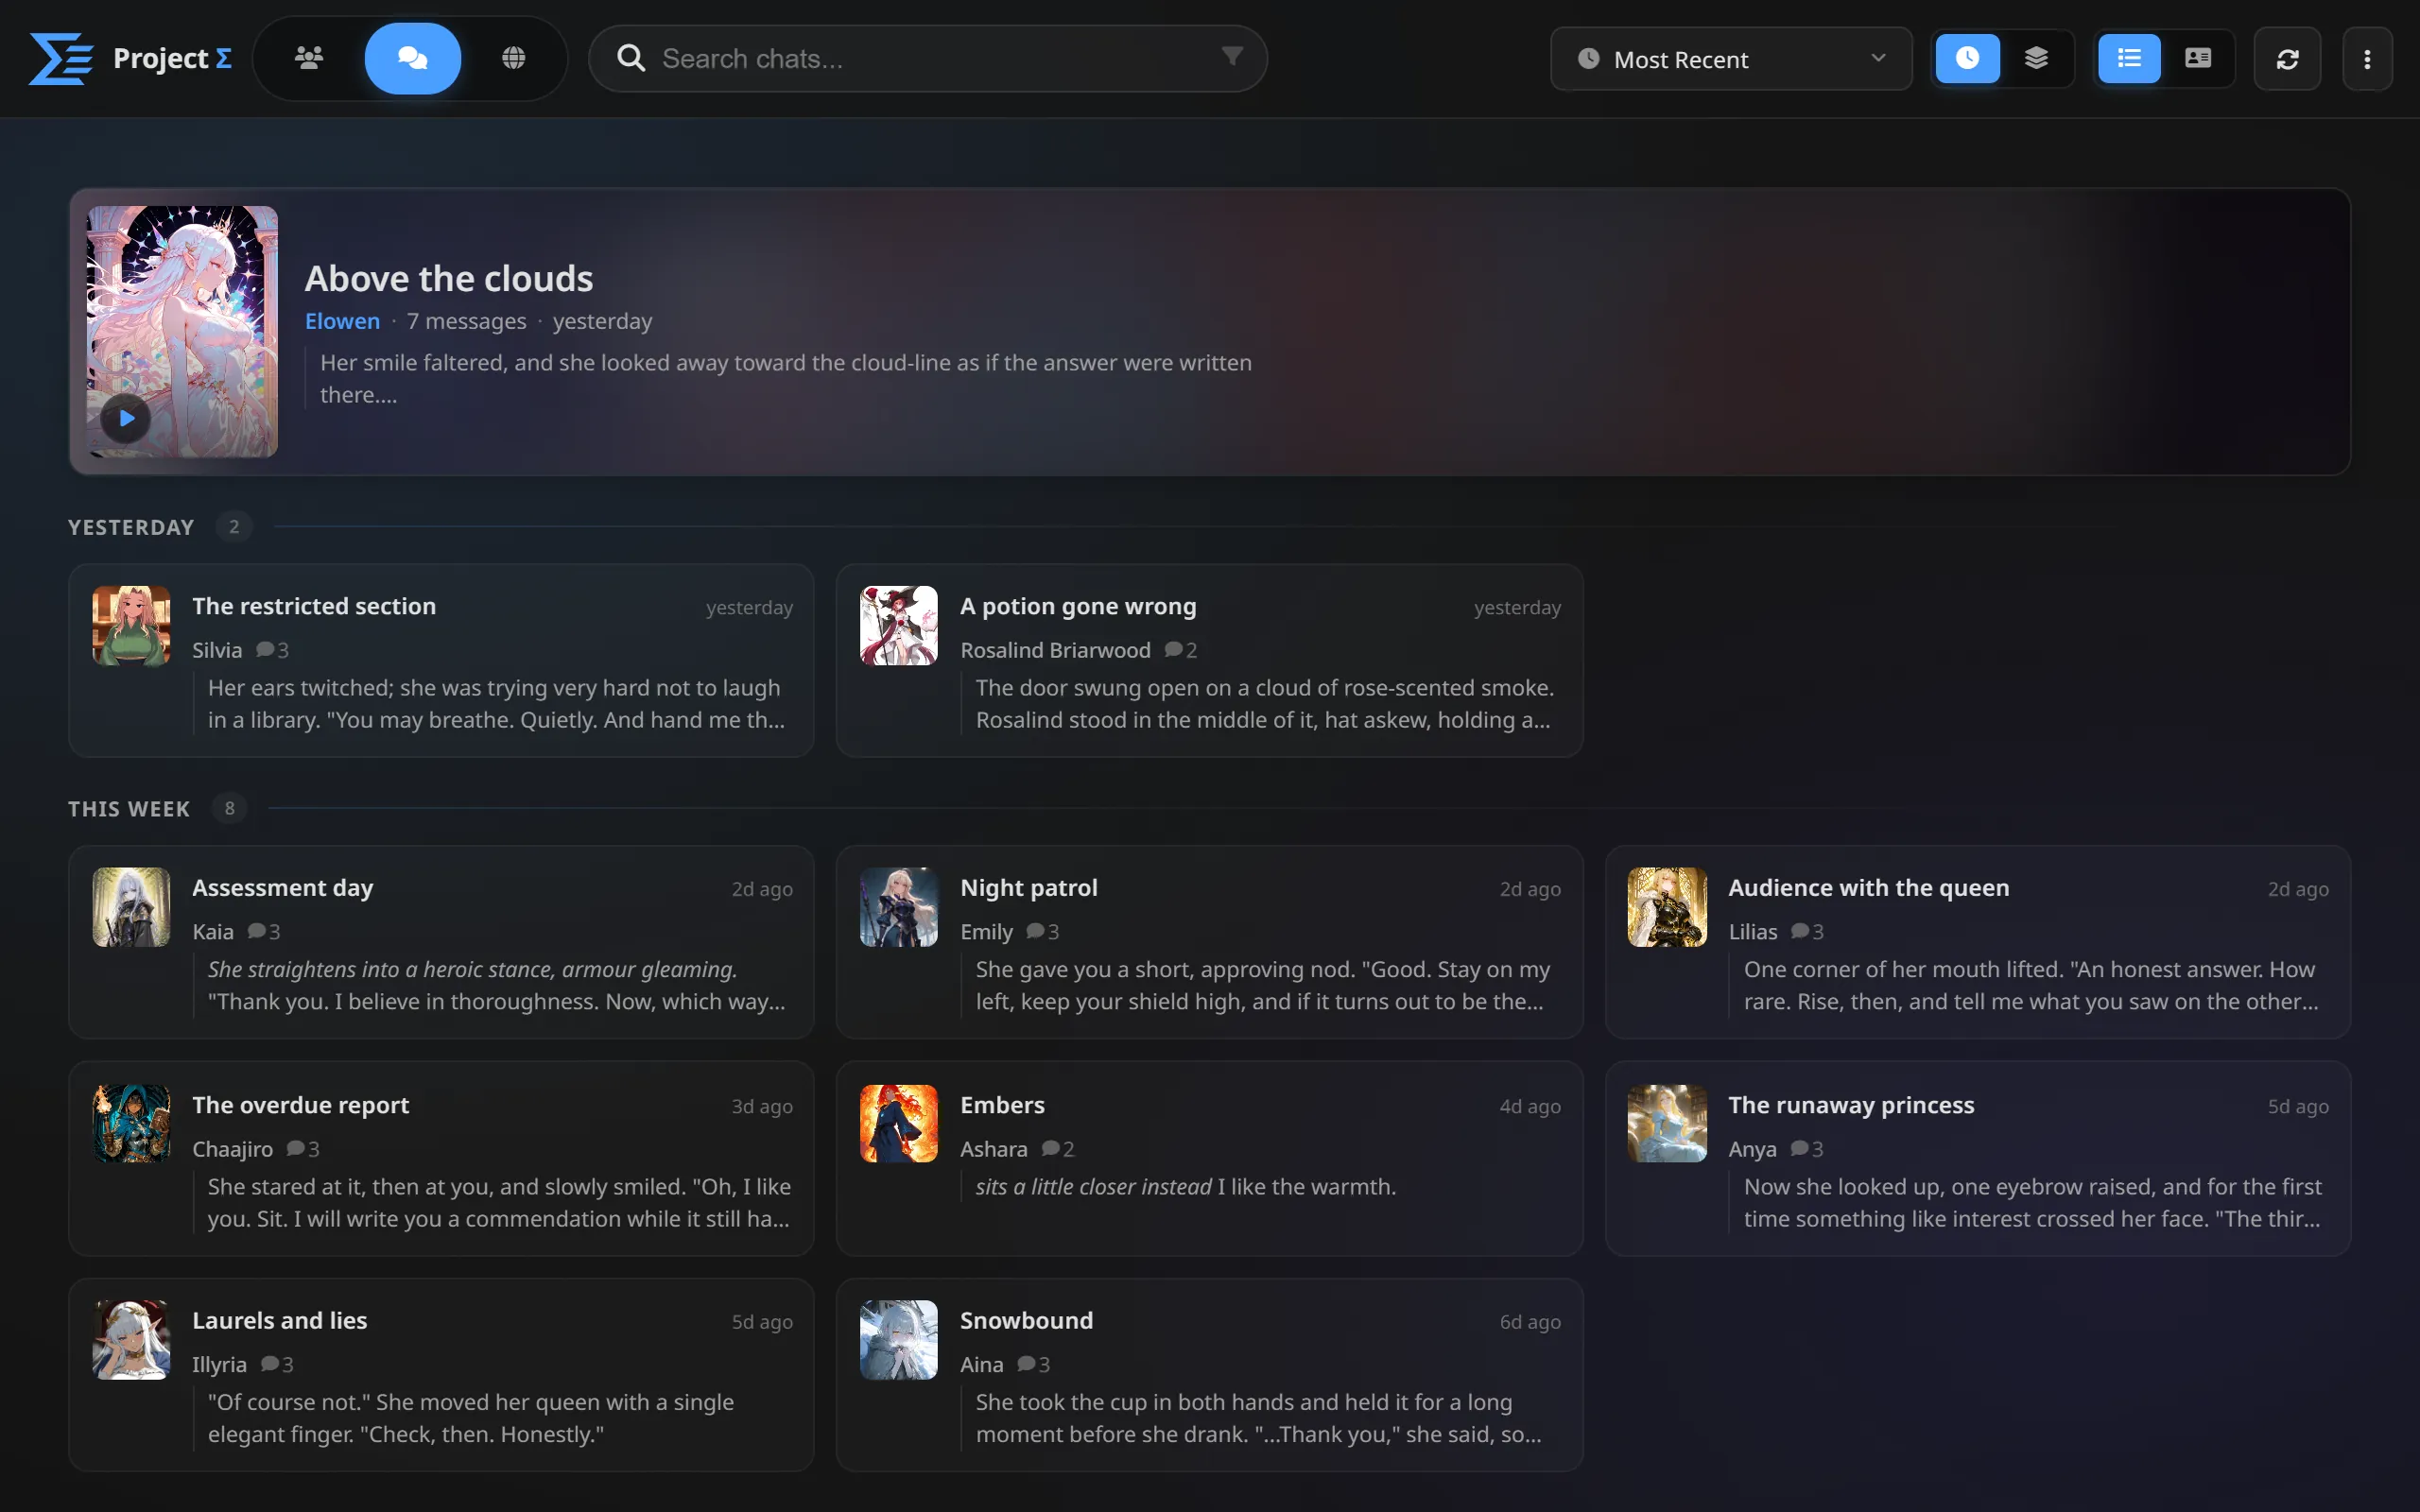 Project Σ
Search chats...
Most Recent
Above the clouds
Elowen · 7 messages · yesterday
Her smile faltered, and she looked away toward the cloud-line as if the answer were written
there....
YESTERDAY 2
The restricted section yesterday
Silvia 3
Her ears twitched; she was trying very hard not to laugh
in a library. "You may breathe. Quietly. And hand me th...
A potion gone wrong yesterday
Rosalind Briarwood 2
The door swung open on a cloud of rose-scented smoke.
Rosalind stood in the middle of it, hat askew, holding a...
THIS WEEK 8
Assessment day 2d ago
Kaia 3
She straightens into a heroic stance, armour gleaming.
"Thank you. I believe in thoroughness. Now, which way...
Night patrol 2d ago
Emily 3
She gave you a short, approving nod. "Good. Stay on my
left, keep your shield high, and if it turns out to be the...
Audience with the queen 2d ago
Lilias 3
One corner of her mouth lifted. "An honest answer. How
rare. Rise, then, and tell me what you saw on the other...
The overdue report 3d ago
Chaajiro 3
She stared at it, then at you, and slowly smiled. "Oh, I like
you. Sit. I will write you a commendation while it still ha...
Embers 4d ago
Ashara 2
sits a little closer instead I like the warmth.
The runaway princess 5d ago
Anya 3
Now she looked up, one eyebrow raised, and for the first
time something like interest crossed her face. "The thir...
Laurels and lies 5d ago
Illyria 3
"Of course not." She moved her queen with a single
elegant finger. "Check, then. Honestly."
Snowbound 6d ago
Aina 3
She took the cup in both hands and held it for a long
moment before she drank. "...Thank you," she said, so...